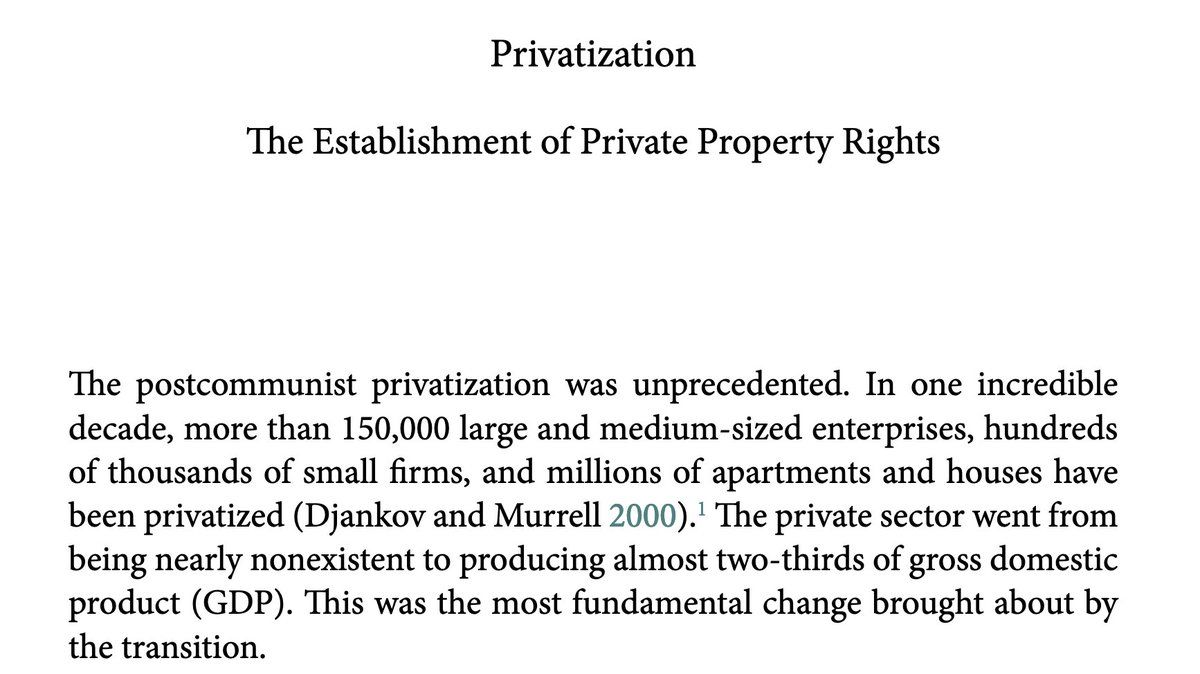 Privatization
The Establishment of Private Property Rights
The postcommunist privatization was unprecedented. In one incredible
decade, more than 150,000 large and medium-sized enterprises, hundreds
of thousands of small firms, and millions of apartments and houses have
been privatized (Djankov and Murrell 2000).¹ The private sector went from
being nearly nonexistent to producing almost two-thirds of gross domestic
product (GDP). This was the most fundamental change brought about by
the transition.